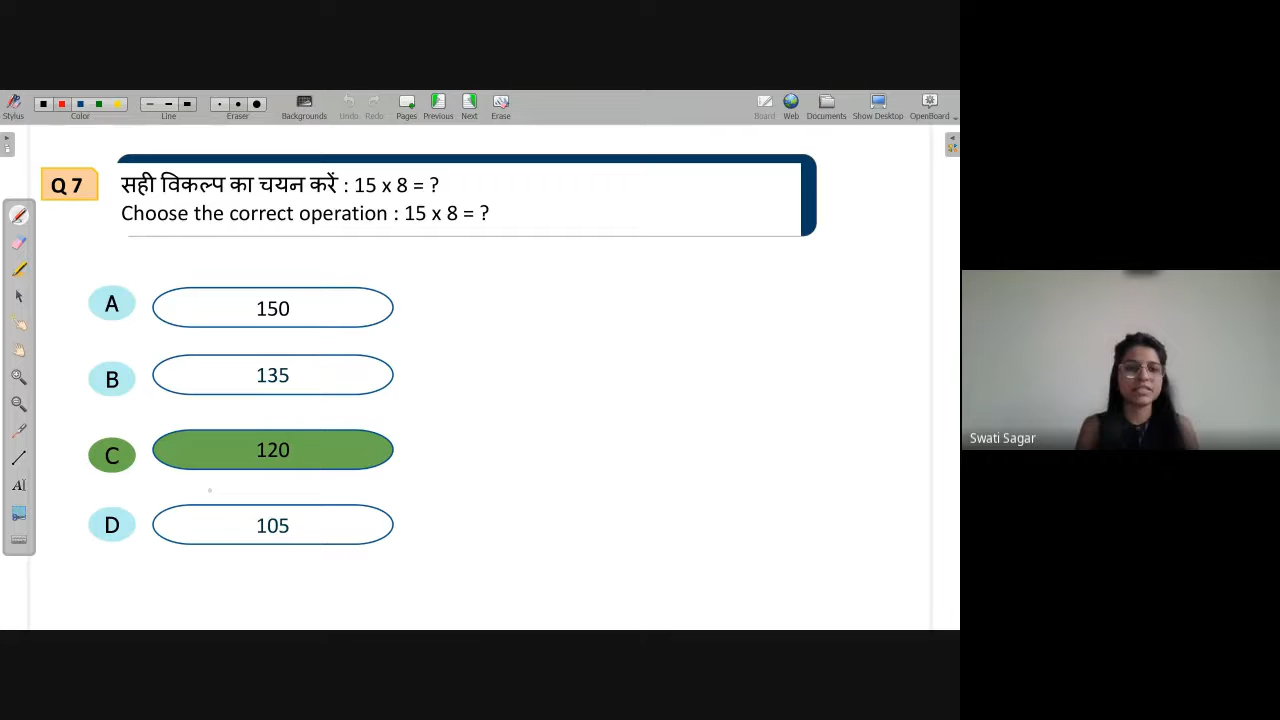 Stylus
Color
Line
Eraser
Backgrounds
Undo
Redo
Pages
Previous
Next
Erase
Board
Web
Documents
Show Desktop
OpenBoard
Q 7
सही विकल्प का चयन करें : 15 x 8 = ?
Choose the correct operation : 15 x 8 = ?
A
150
B
135
C
120
D
105
AI
Swati Sagar